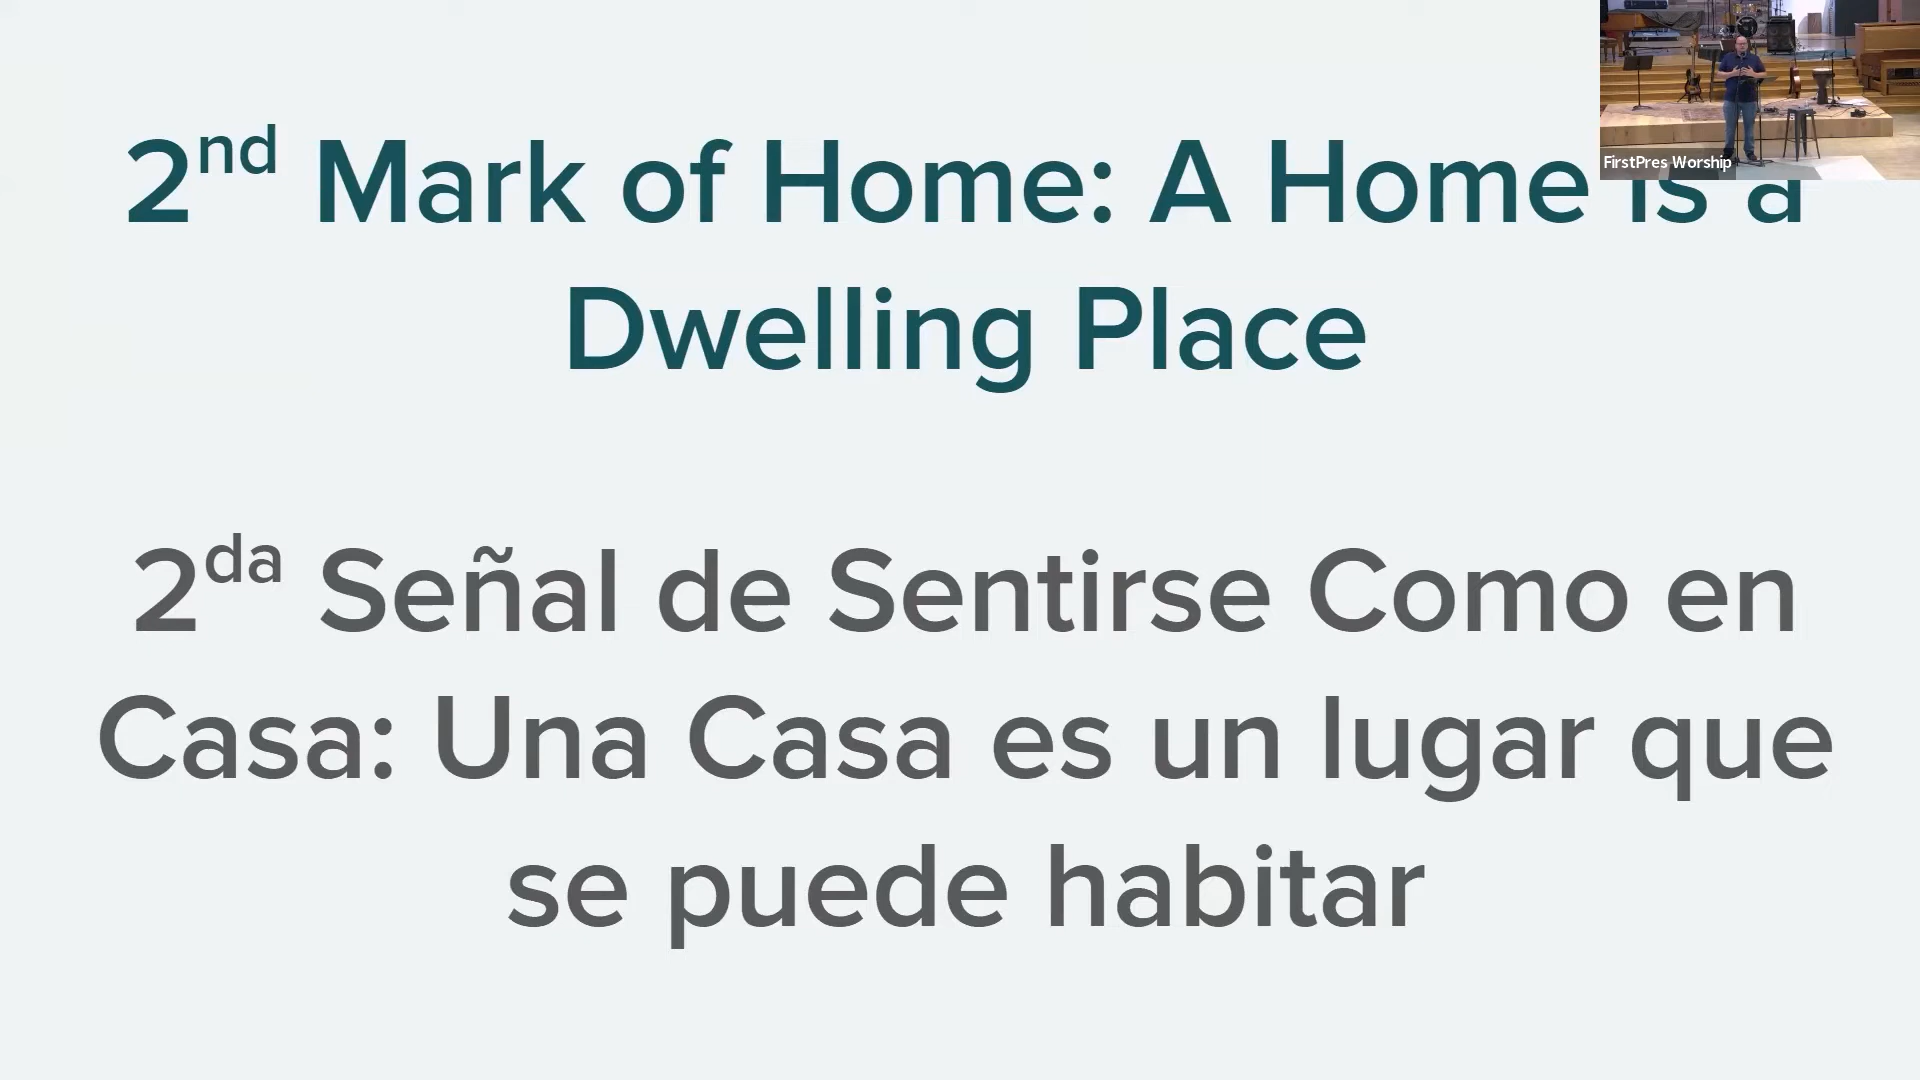 2nd Mark of Home: A Home is a
Dwelling Place
2da Señal de Sentirse Como en
Casa: Una Casa es un lugar que
se puede habitar
FirstPres Worship